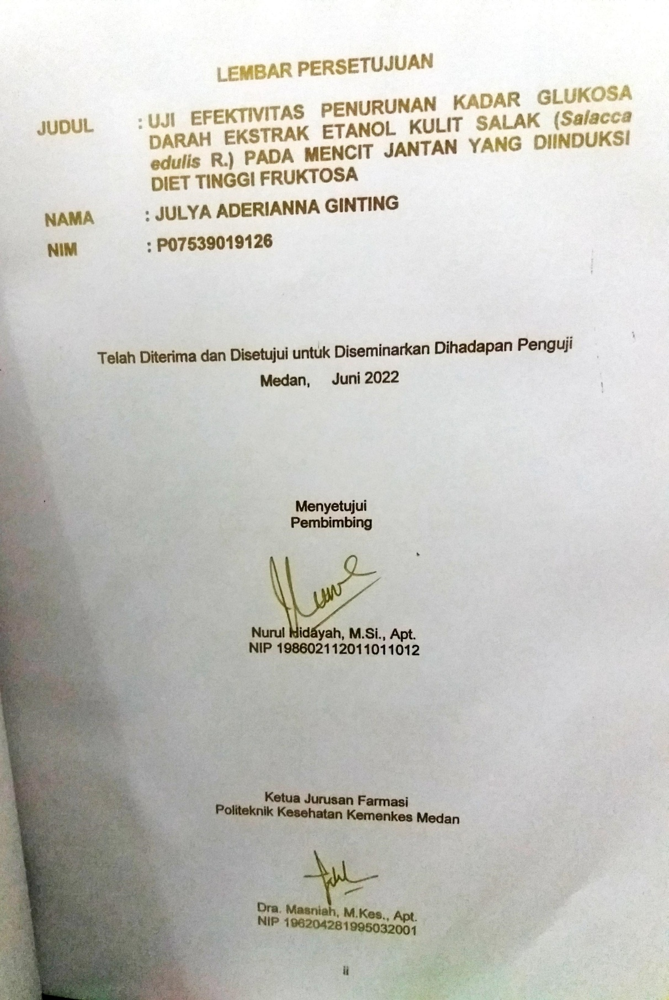 LEMBAR PERSETUJUAN
JUDUL : UJI EFEKTIVITAS PENURUNAN KADAR GLUKOSA
DARAH EKSTRAK ETANOL KULIT SALAK (Salacca
edulis R.) PADA MENCIT JANTAN YANG DIINDUKSI
DIET TINGGI FRUKTOSA
NAMA : JULYA ADERIANNA GINTING
NIM : P07539019126
Telah Diterima dan Disetujui untuk Diseminarkan Dihadapan Penguji
Medan, Juni 2022
Menyetujui
Pembimbing
Nurul Hidayah, M.Si., Apt.
NIP 198602112011011012
Ketua Jurusan Farmasi
Politeknik Kesehatan Kemenkes Medan
Dra. Masniah, M.Kes., Apt.
NIP 196204281995032001
ii